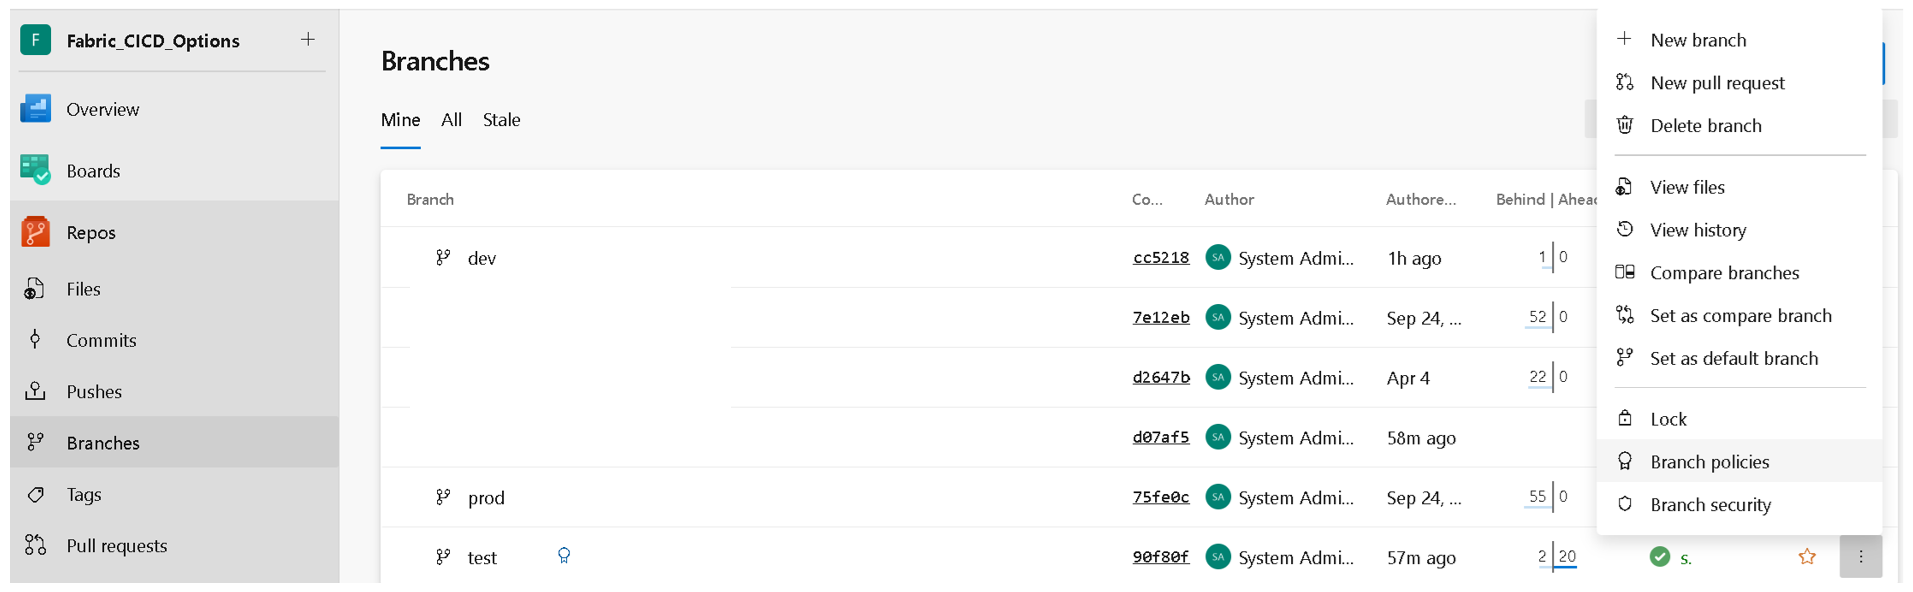 F Fabric_CICD_Options +
Overview
Boards
Repos
Files
Commits
Pushes
Branches
Tags
Pull requests
Branches
Mine All Stale
Branch Co... Author Authore... Behind | Ahead
dev cc5218 SA System Admi... 1h ago 1 0
7e12eb SA System Admi... Sep 24, ... 52 0
d2647b SA System Admi... Apr 4 22 0
d07af5 SA System Admi... 58m ago
prod 75fe0c SA System Admi... Sep 24, ... 55 0
test 90f80f SA System Admi... 57m ago 2 20 s.
New branch
New pull request
Delete branch
View files
View history
Compare branches
Set as compare branch
Set as default branch
Lock
Branch policies
Branch security